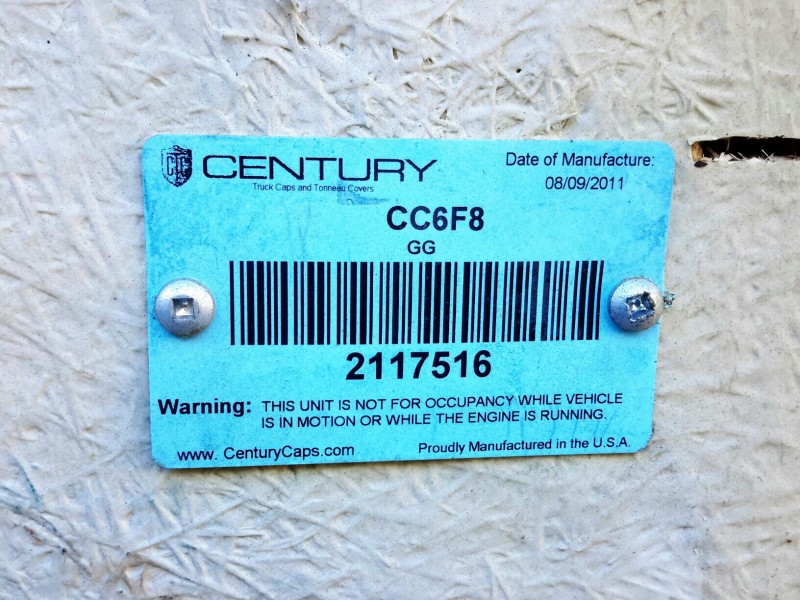 CTC CENTURY
Truck Caps and Tonneau Covers
Date of Manufacture:
08/09/2011
CC6F8
GG
2117516
Warning: THIS UNIT IS NOT FOR OCCUPANCY WHILE VEHICLE
IS IN MOTION OR WHILE THE ENGINE IS RUNNING.
www. CenturyCaps.com
Proudly Manufactured in the U.S.A.